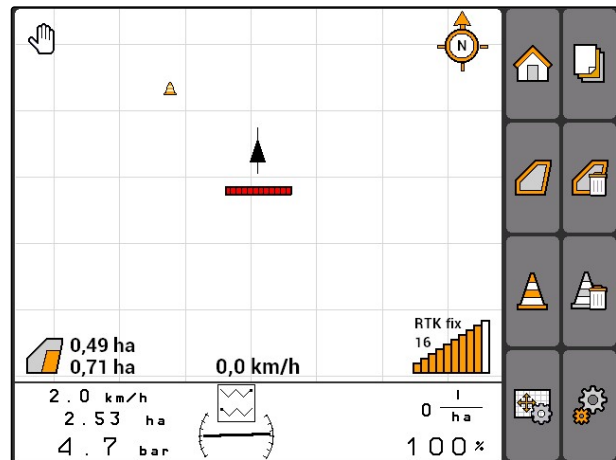 N
RTK fix
16
0,49 ha
0,71 ha
0,0 km/h
2.0 km/h
2.53 ha
4.7 bar
0 l/ha
100%